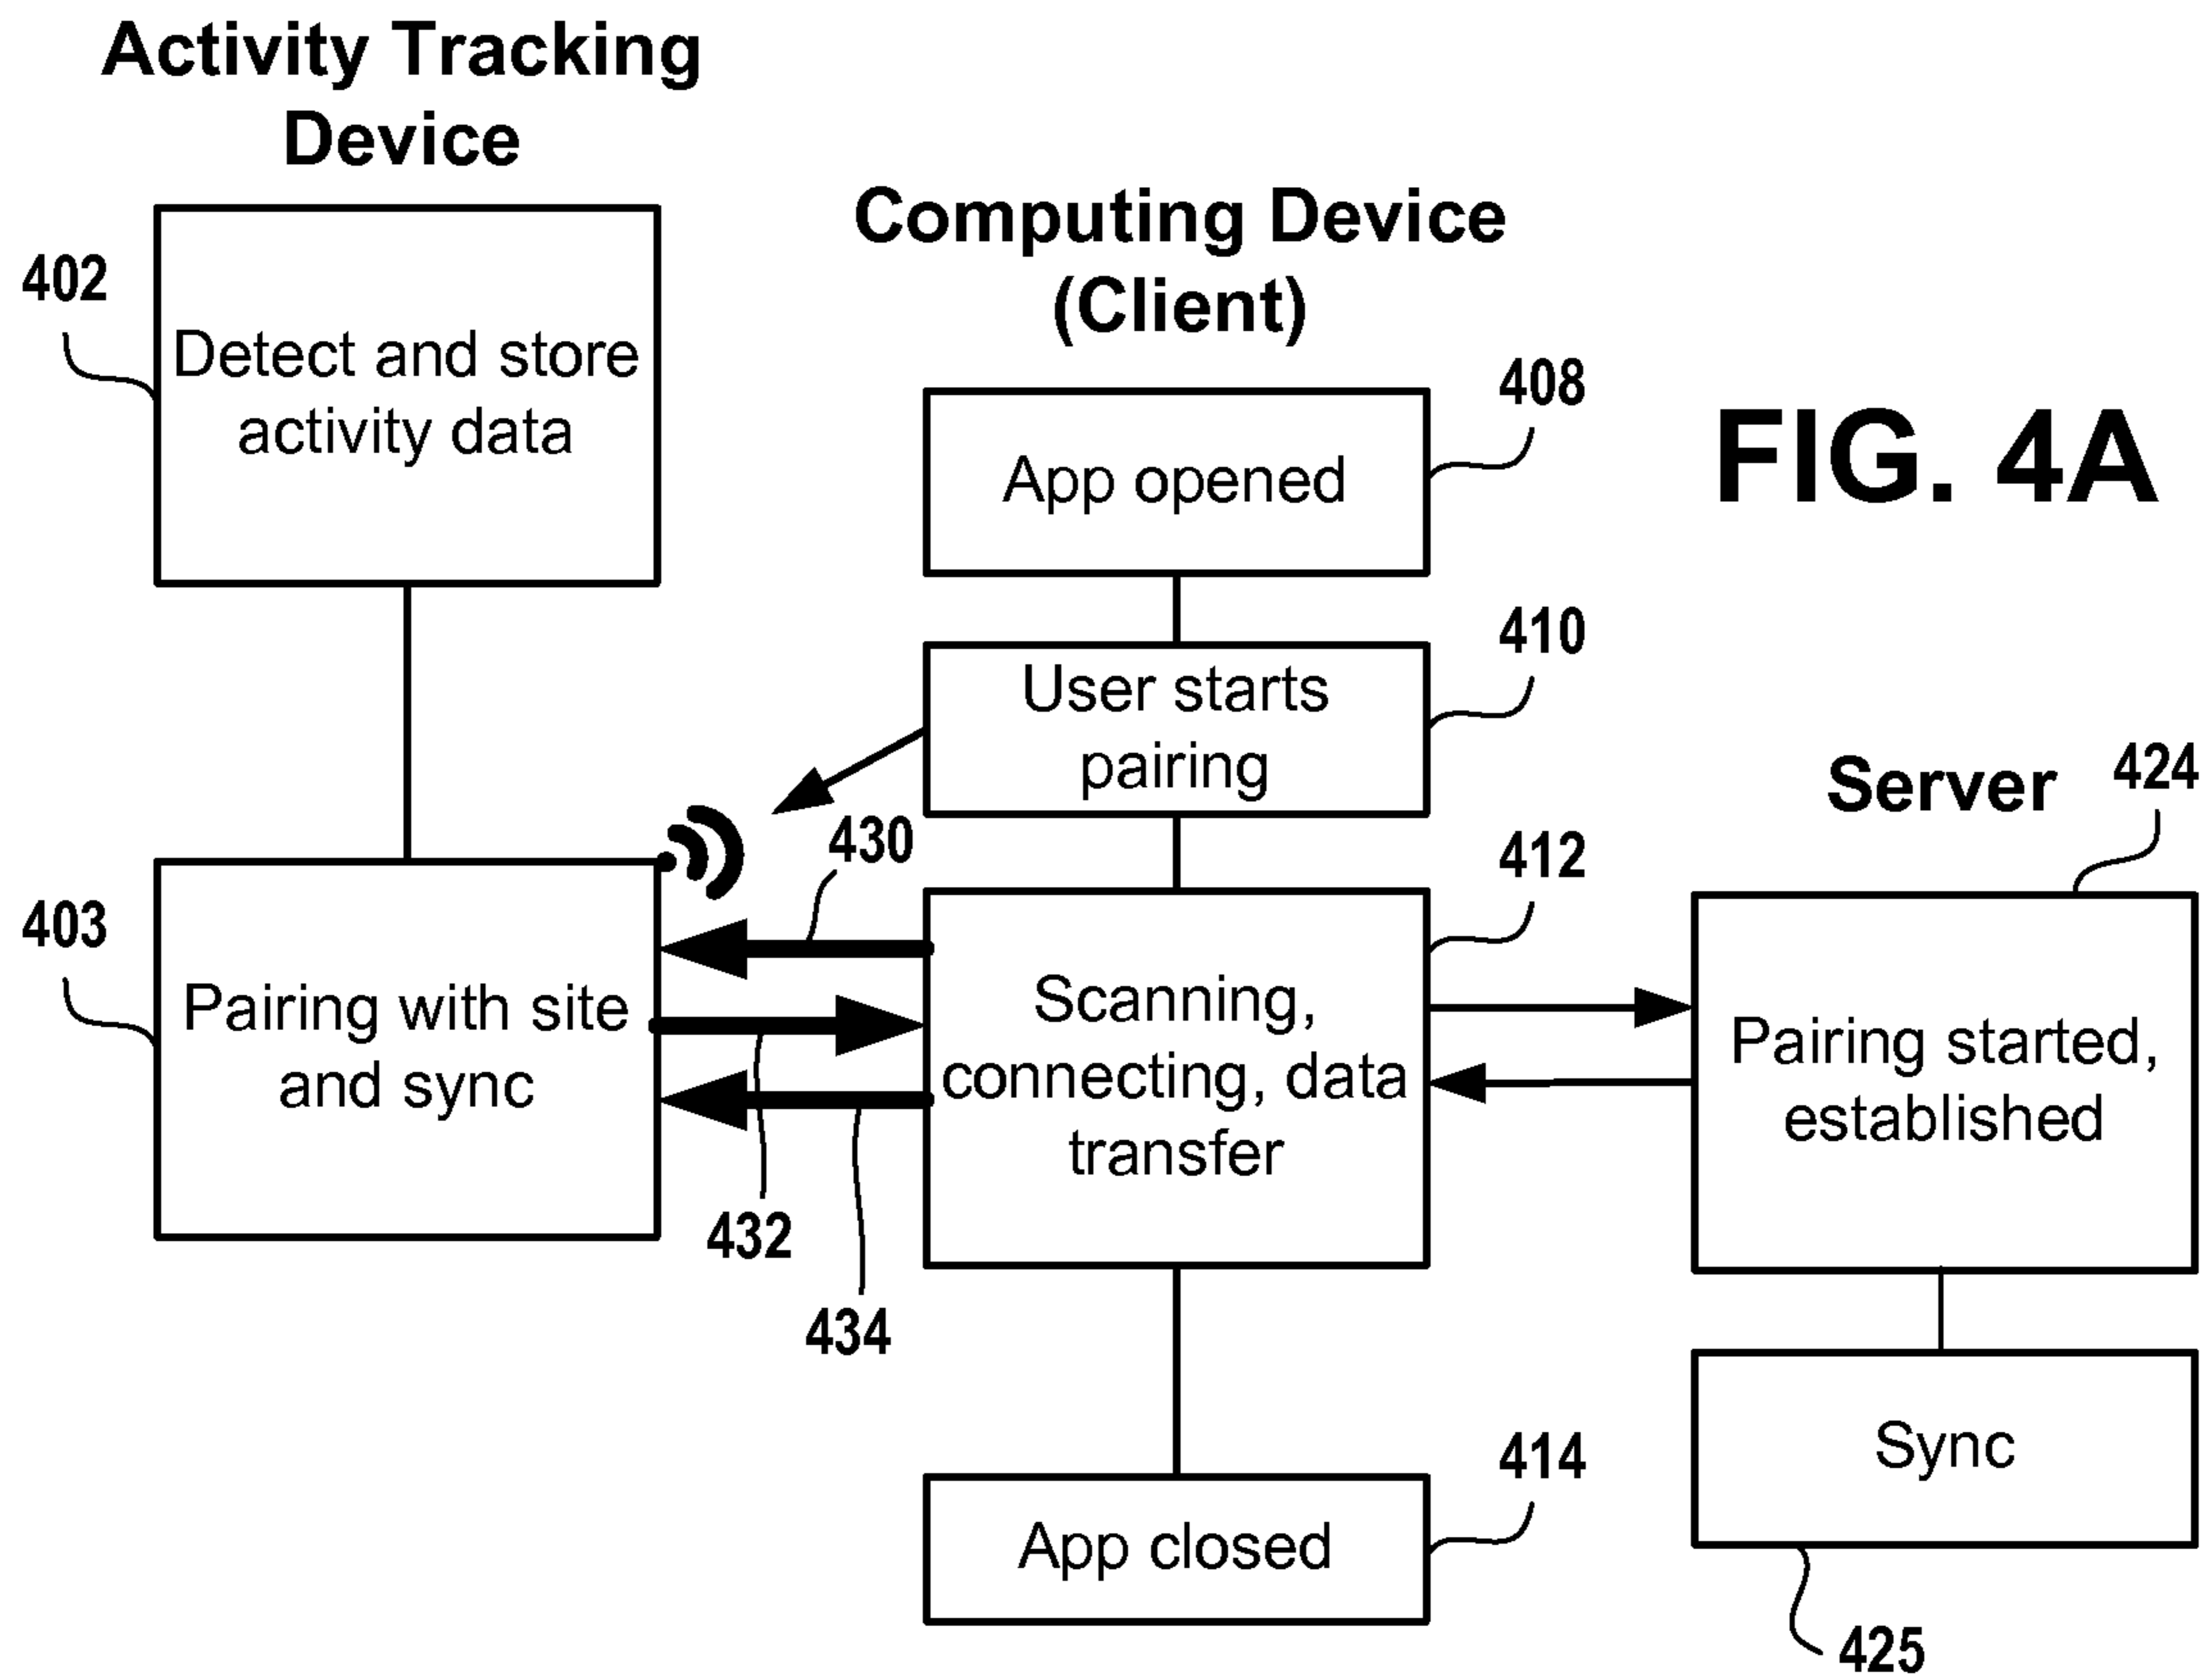 Activity Tracking
Device
402
Detect and store
activity data
403
Pairing with site
and sync
Computing Device
(Client)
408
App opened
410
User starts
pairing
430
412
Scanning,
connecting, data
transfer
432
434
414
App closed
FIG. 4A
Server
424
Pairing started,
established
Sync
425